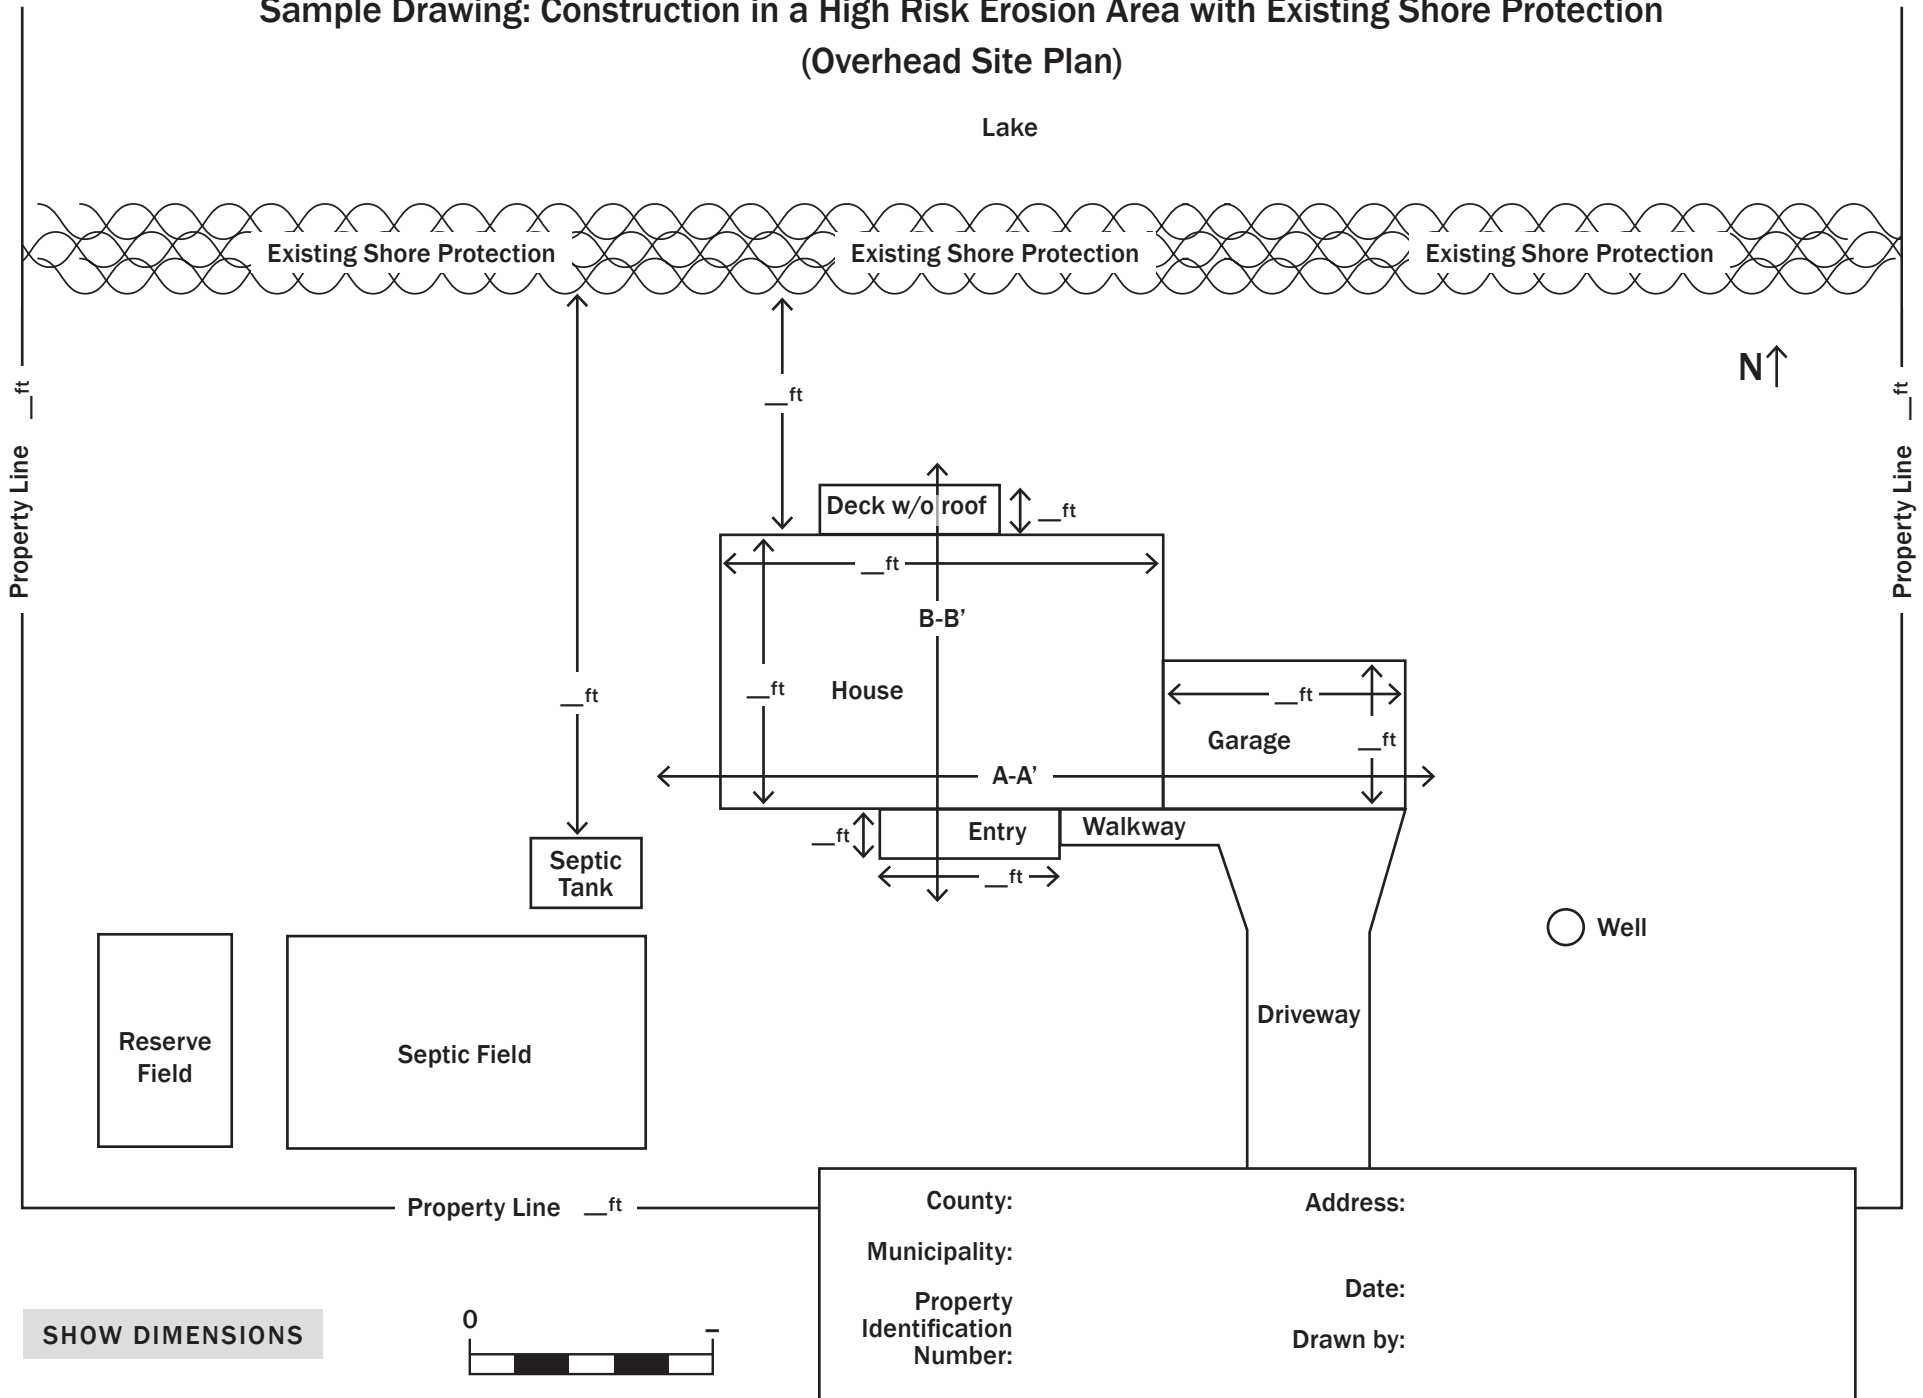 Sample Drawing: Construction in a High Risk Erosion Area with Existing Shore Protection
(Overhead Site Plan)
Lake
Existing Shore Protection
Existing Shore Protection
Existing Shore Protection
N
Property Line __ft
__ft
Property Line __ft
Deck w/o roof
__ft
__ft
B-B’
__ft
House
__ft
__ft
Garage
__ft
A-A’
__ft
Entry
Walkway
__ft
Septic
Tank
Well
Reserve
Field
Septic Field
Driveway
Property Line __ft
County:
Municipality:
Property
Identification
Number:
Address:
Date:
Drawn by:
SHOW DIMENSIONS
0
_